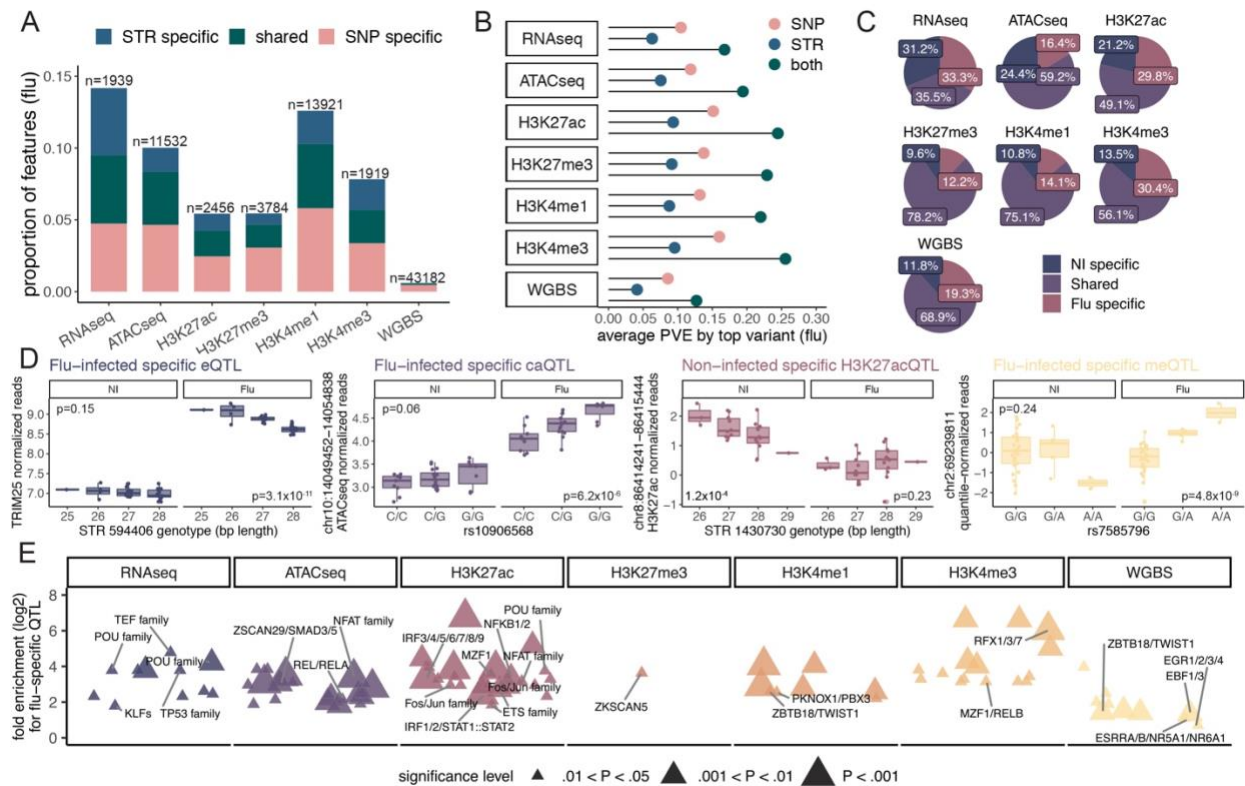 A
STR specific shared SNP specific
proportion of features (flu)
0.15
0.10
0.05
0.00
n=1939
n=11532
n=2456
n=3784
n=13921
n=1919
n=43182
RNAseq
ATACseq
H3K27ac
H3K27me3
H3K4me1
H3K4me3
WGBS
B
SNP
STR
both
RNAseq
ATACseq
H3K27ac
H3K27me3
H3K4me1
H3K4me3
WGBS
0.00 0.05 0.10 0.15 0.20 0.25 0.30
average PVE by top variant (flu)
C
RNAseq ATACseq H3K27ac
31.2% 33.3% 35.5%
16.4% 24.4% 59.2%
21.2% 29.8% 49.1%
H3K27me3 H3K4me1 H3K4me3
9.6% 12.2% 78.2%
10.8% 14.1% 75.1%
13.5% 30.4% 56.1%
WGBS
11.8% 19.3% 68.9%
NI specific
Shared
Flu specific
D
Flu-infected specific eQTL
NI Flu
TRIM25 normalized reads
9.0
8.5
8.0
7.5
7.0
p=0.15
p=3.1x10⁻¹¹
25 26 27 28 25 26 27 28
STR 594406 genotype (bp length)
Flu-infected specific caQTL
NI Flu
chr10:14049452-14054838
ATACseq normalized reads
4.5
4.0
3.5
3.0
p=0.06
p=6.2x10⁻⁶
C/C C/G G/G C/C C/G G/G
rs10906568
Non-infected specific H3K27acQTL
NI Flu
chr8:86414241-86415444
H3K27ac normalized reads
2
1
0
-1
1.2x10⁻⁴
p=0.23
26 27 28 29 26 27 28 29
STR 1430730 genotype (bp length)
Flu-infected specific meQTL
NI Flu
chr2:69239811
quantile-normalized reads
2
1
0
-1
-2
p=0.24
p=4.8x10⁻⁹
G/G G/A A/A G/G G/A A/A
rs7585796
E
RNAseq ATACseq H3K27ac H3K27me3 H3K4me1 H3K4me3 WGBS
fold enrichment (log2)
for flu-specific QTL
8
6
4
2
0
TEF family
POU family
POU family
KLFs
TP53 family
ZSCAN29/SMAD3/5
NFAT family
REL/RELA
POU family
NFKB1/2
IRF3/4/5/6/7/8/9
MZF1
NFAT family
Fos/Jun family
Fos/Jun family
ETS family
IRF1/2/STAT1::STAT2
ZKSCAN5
PKNOX1/PBX3
ZBTB18/TWIST1
RFX1/3/7
MZF1/RELB
ZBTB18/TWIST1
EGR1/2/3/4
EBF1/3
ESRRA/B/NR5A1/NR6A1
significance level .01 < P < .05 .001 < P < .01 P < .001